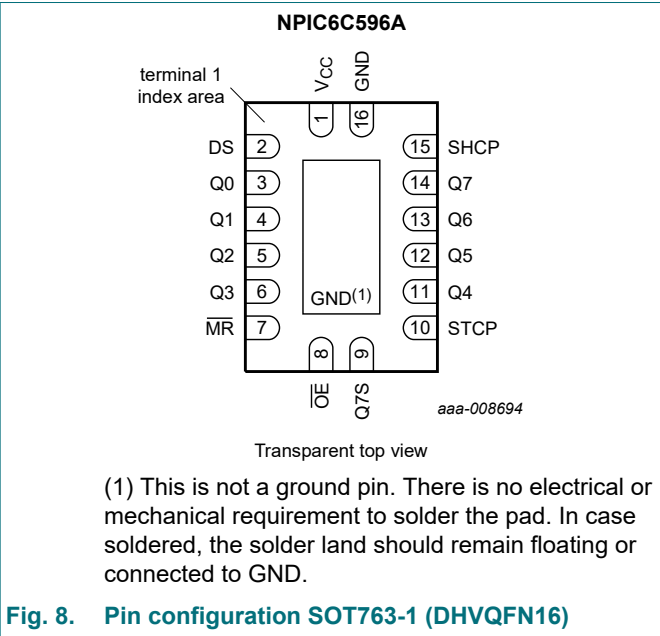 NPIC6C596A
terminal 1
index area
VCC
GND
1
16
DS 2
15 SHCP
Q0 3
14 Q7
Q1 4
13 Q6
Q2 5
12 Q5
Q3 6
GND(1)
11 Q4
MR 7
10 STCP
8
9
OE
Q7S
aaa-008694
Transparent top view
(1) This is not a ground pin. There is no electrical or
mechanical requirement to solder the pad. In case
soldered, the solder land should remain floating or
connected to GND.
Fig. 8. Pin configuration SOT763-1 (DHVQFN16)